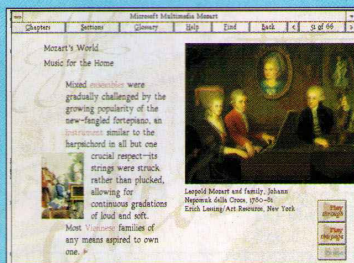 Microsoft Multimedia Mozart
Chapters Sections Glossary Help Find Back < 51 of 66 >
Mozart's World
Music for the Home
Mixed ensembles were
gradually challenged by the
growing popularity of the
new-fangled fortepiano, an
instrument similar to the
harpsichord in all but one
crucial respect—its
strings were struck
rather than plucked,
allowing for
continuous gradations
of loud and soft.
Most Viennese families of
any means aspired to own
one.
Leopold Mozart and family, Johann
Nepomuk della Croce, 1780–81.
Erich Lessing/Art Resource, New York
Play
through
Play
this page